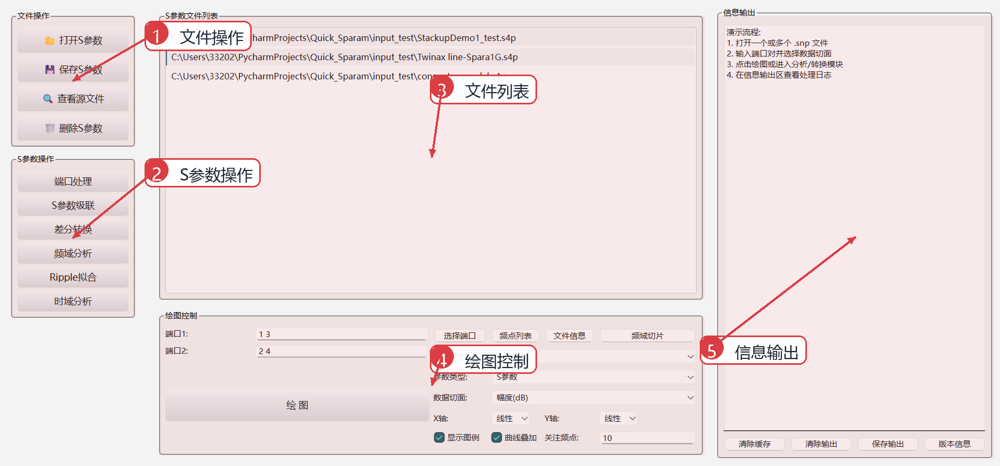 文件操作
打开S参数
保存S参数
查看源文件
删除S参数
S参数操作
端口处理
S参数级联
差分转换
频域分析
Ripple拟合
时域分析
S参数文件列表
PycharmProjects\Quick_Sparam\input_test\StackupDemo1_test.s4p
C:\Users\33202\PycharmProjects\Quick_Sparam\input_test\Twinax line-Spara1G.s4p
C:\Users\33202\PycharmProjects\Quick_Sparam\input_test\con
1 文件操作
2 S参数操作
3 文件列表
绘图控制
端口1:
1 3
选择端口
频点列表
文件信息
频域切片
端口2:
2 4
4 绘图控制
参数类型:
S参数
绘 图
数据切面:
幅度(dB)
X轴:
线性
Y轴:
线性
显示图例
曲线叠加
关注频点:
10
信息输出
演示流程:
1. 打开一个或多个 .snp 文件
2. 输入端口对并选择数据切面
3. 点击绘图或进入分析/转换模块
4. 在信息输出区查看处理日志
5 信息输出
清除缓存
清除输出
保存输出
版本信息